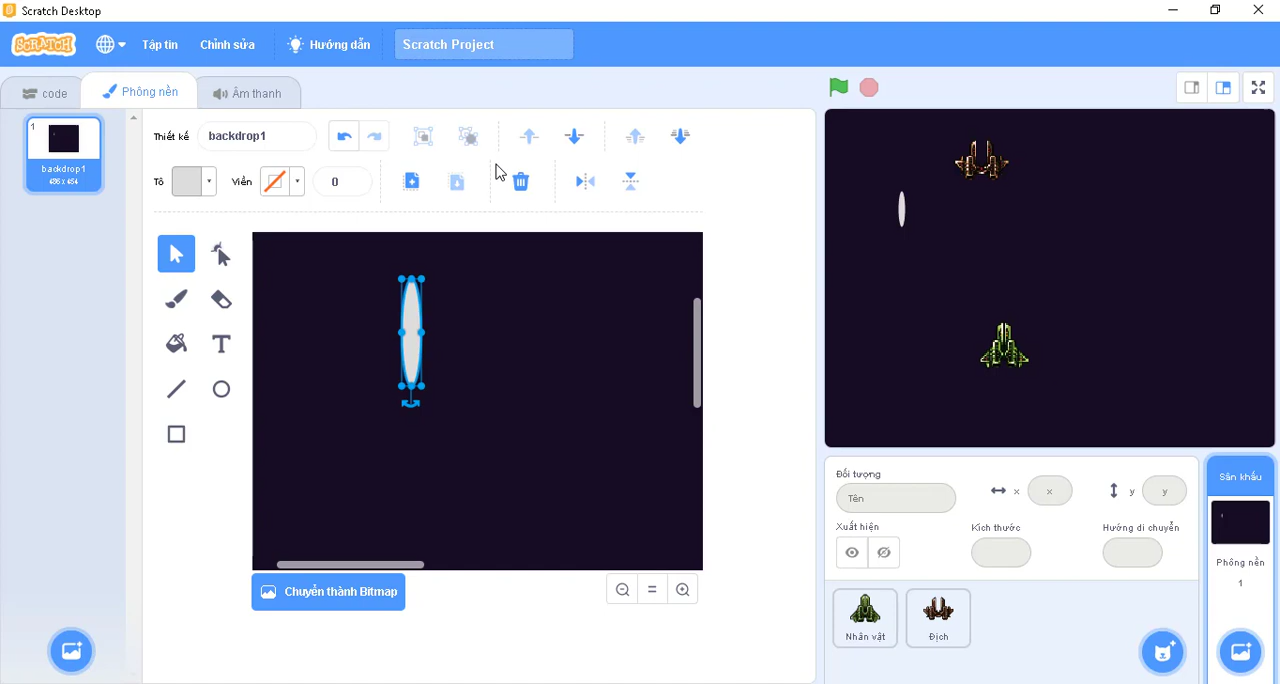 Scratch Desktop
SCRATCH
Tập tin
Chỉnh sửa
Hướng dẫn
Scratch Project
code
Phông nền
Âm thanh
1
backdrop1
Thiết kế
backdrop1
Tô
Viền
0
Chuyển thành Bitmap
Đối tượng
Tên
x
x
y
y
Xuất hiện
Kích thước
Hướng di chuyển
Nhân vật
Địch
Sân khấu
Phông nền
1